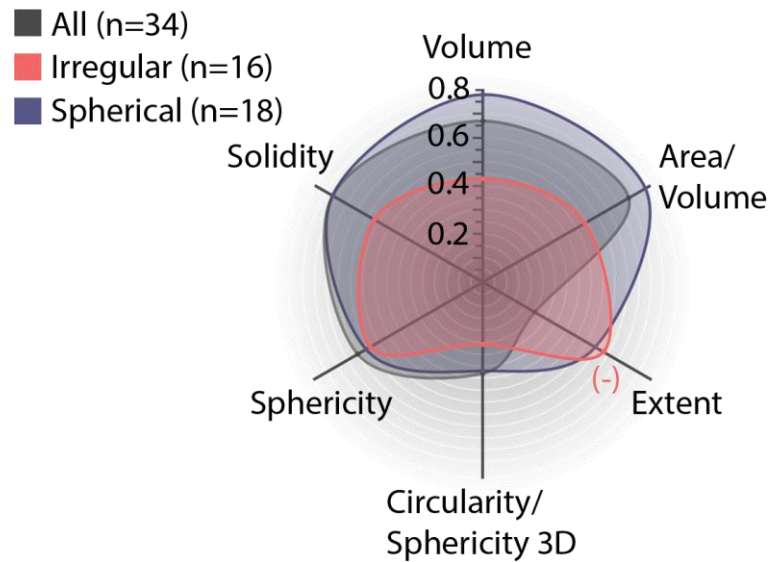 All (n=34)
Irregular (n=16)
Spherical (n=18)
Volume
0.8
0.6
0.4
0.2
Solidity
Area/
Volume
Sphericity
(-)
Extent
Circularity/
Sphericity 3D